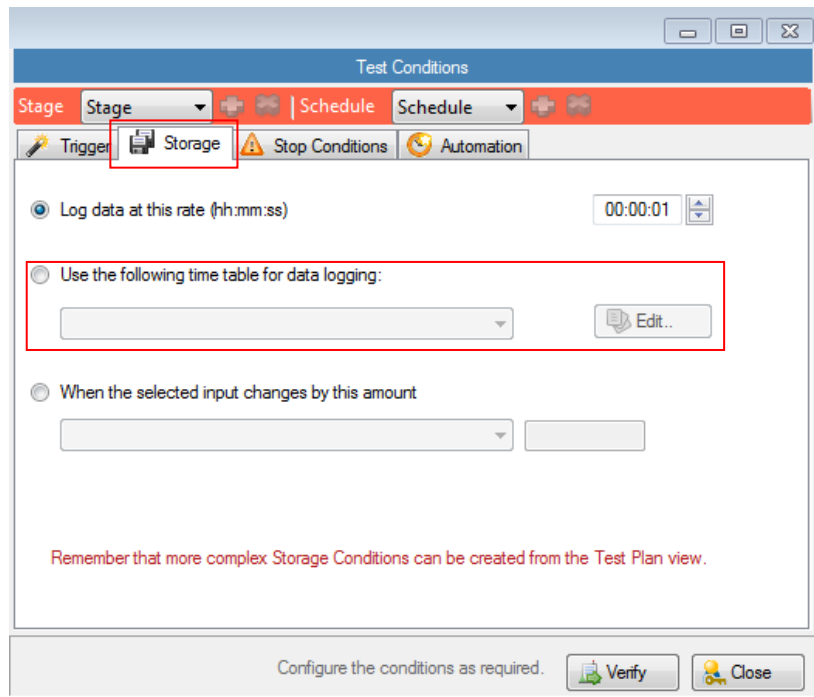 Test Conditions
Stage Stage | Schedule Schedule
Trigger Storage Stop Conditions Automation
Log data at this rate (hh:mm:ss) 00:00:01
Use the following time table for data logging:
Edit..
When the selected input changes by this amount
Remember that more complex Storage Conditions can be created from the Test Plan view.
Configure the conditions as required. Verify Close